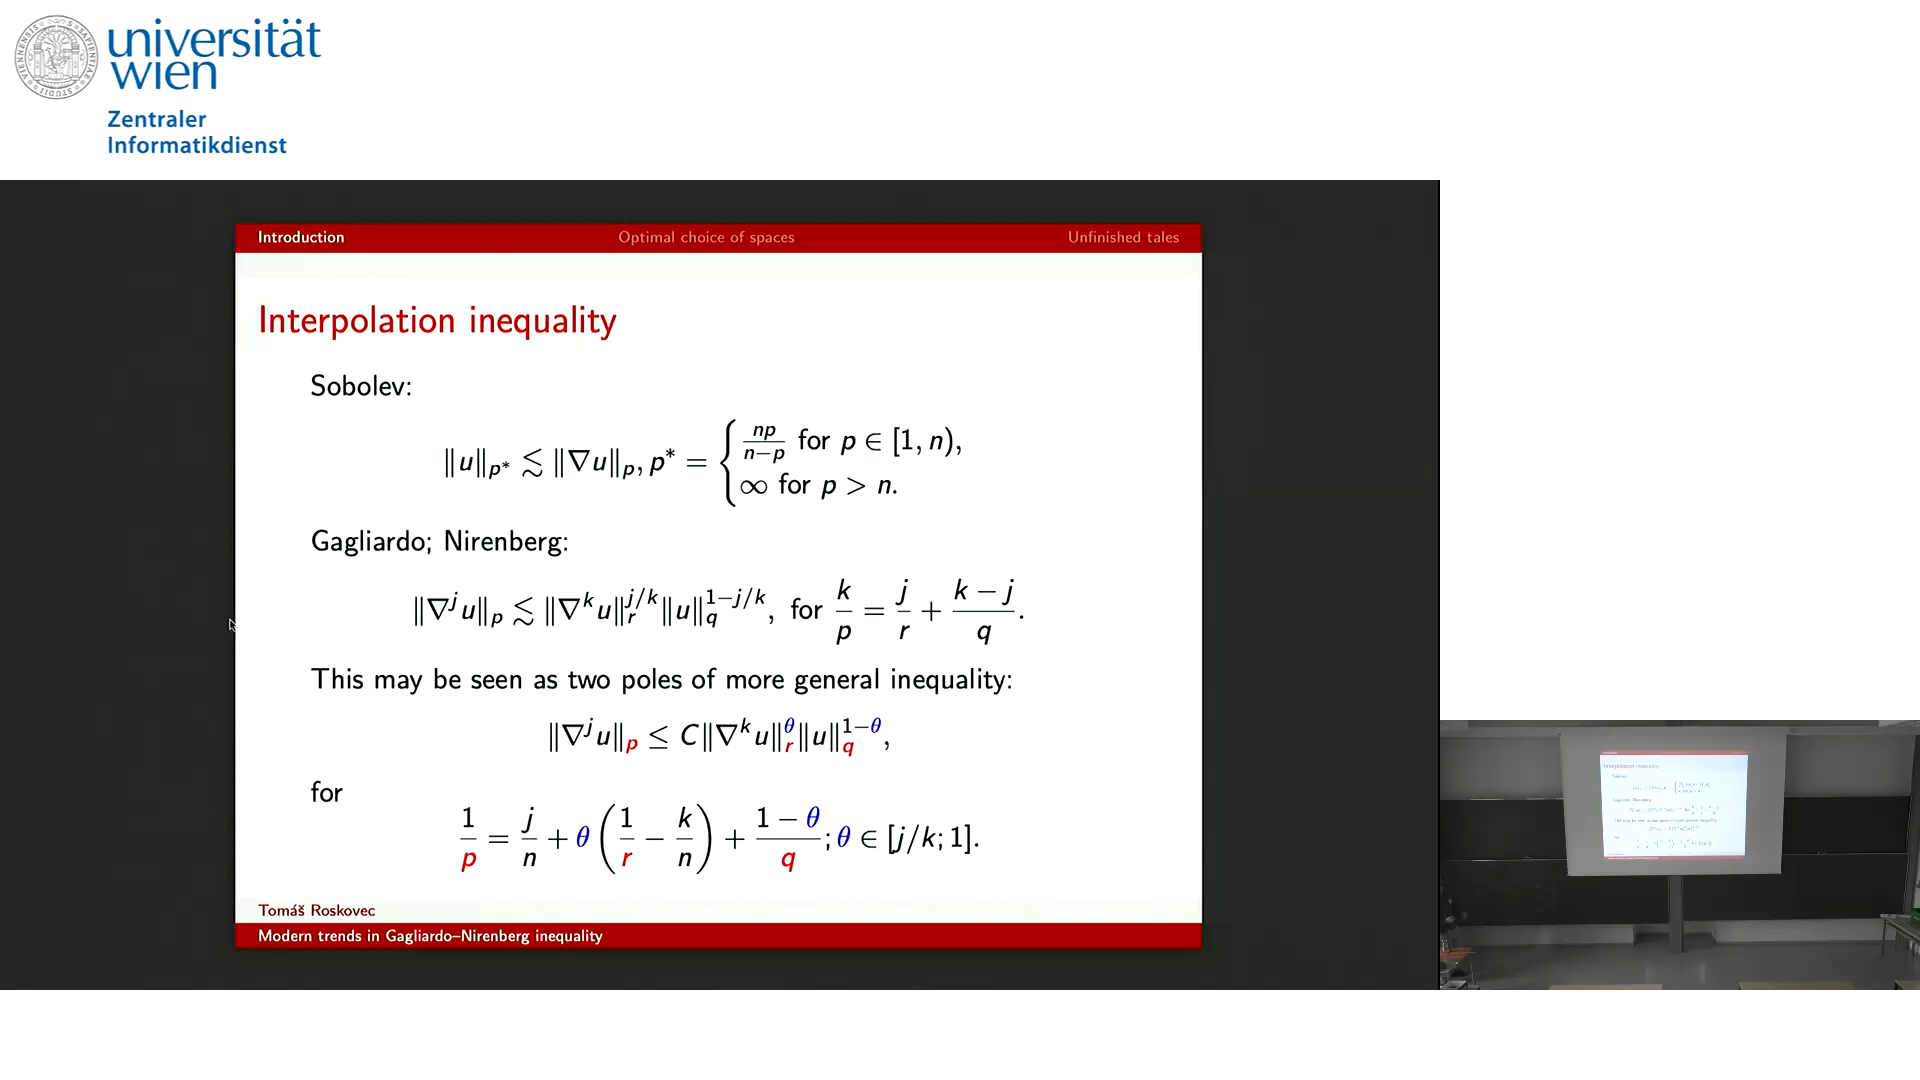 universität
wien
Zentraler
Informatikdienst
Introduction Optimal choice of spaces Unfinished tales
Interpolation inequality
Sobolev:
‖u‖_{p*} ≲ ‖∇u‖_p, p* = { np/(n−p) for p ∈ [1, n),
∞ for p > n.
Gagliardo; Nirenberg:
‖∇^j u‖_p ≲ ‖∇^k u‖_r^{j/k} ‖u‖_q^{1−j/k}, for k/p = j/r + (k − j)/q.
This may be seen as two poles of more general inequality:
‖∇^j u‖_p ≤ C‖∇^k u‖_r^θ ‖u‖_q^{1−θ},
for
1/p = j/n + θ (1/r − k/n) + (1 − θ)/q; θ ∈ [j/k; 1].
Tomáš Roskovec
Modern trends in Gagliardo–Nirenberg inequality
Interpolation inequality